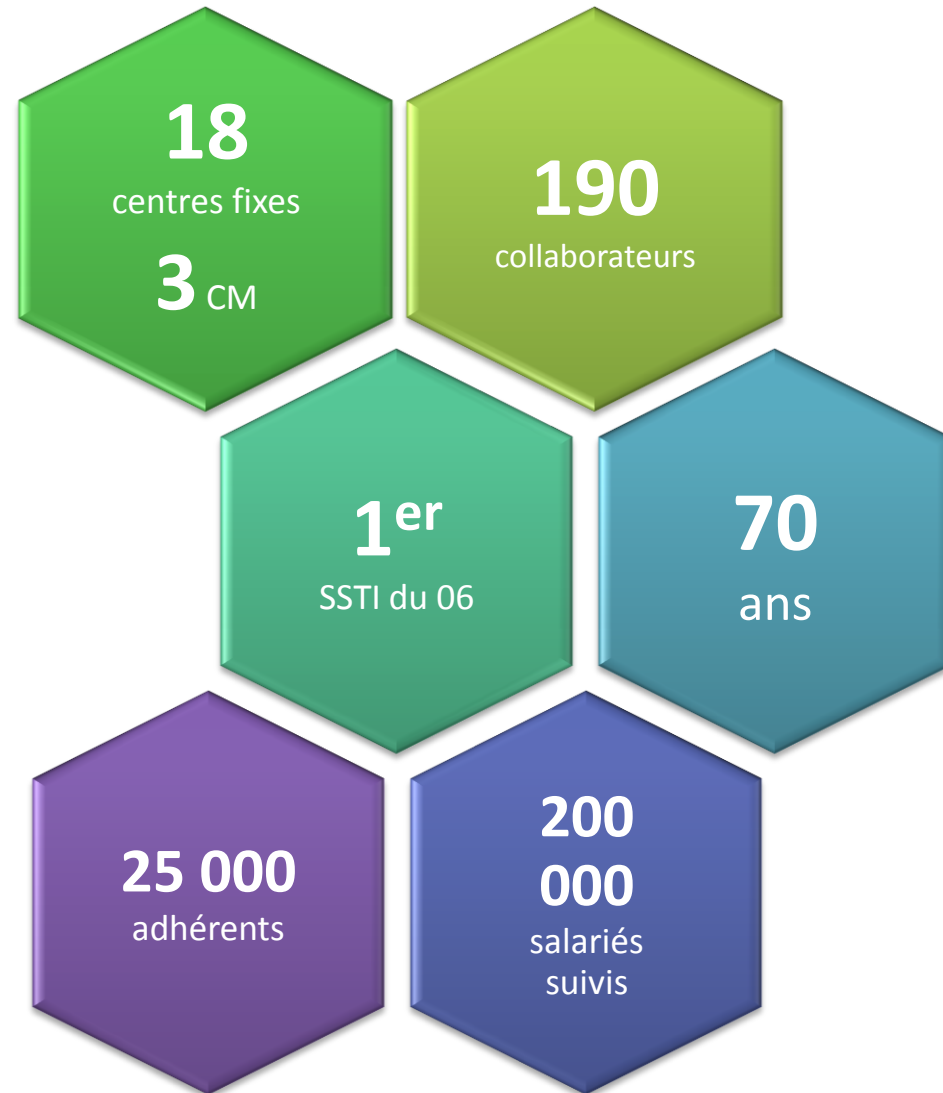 18
centres fixes
3 CM
190
collaborateurs
1er
SSTI du 06
70
ans
25 000
adhérents
200
000
salariés
suivis